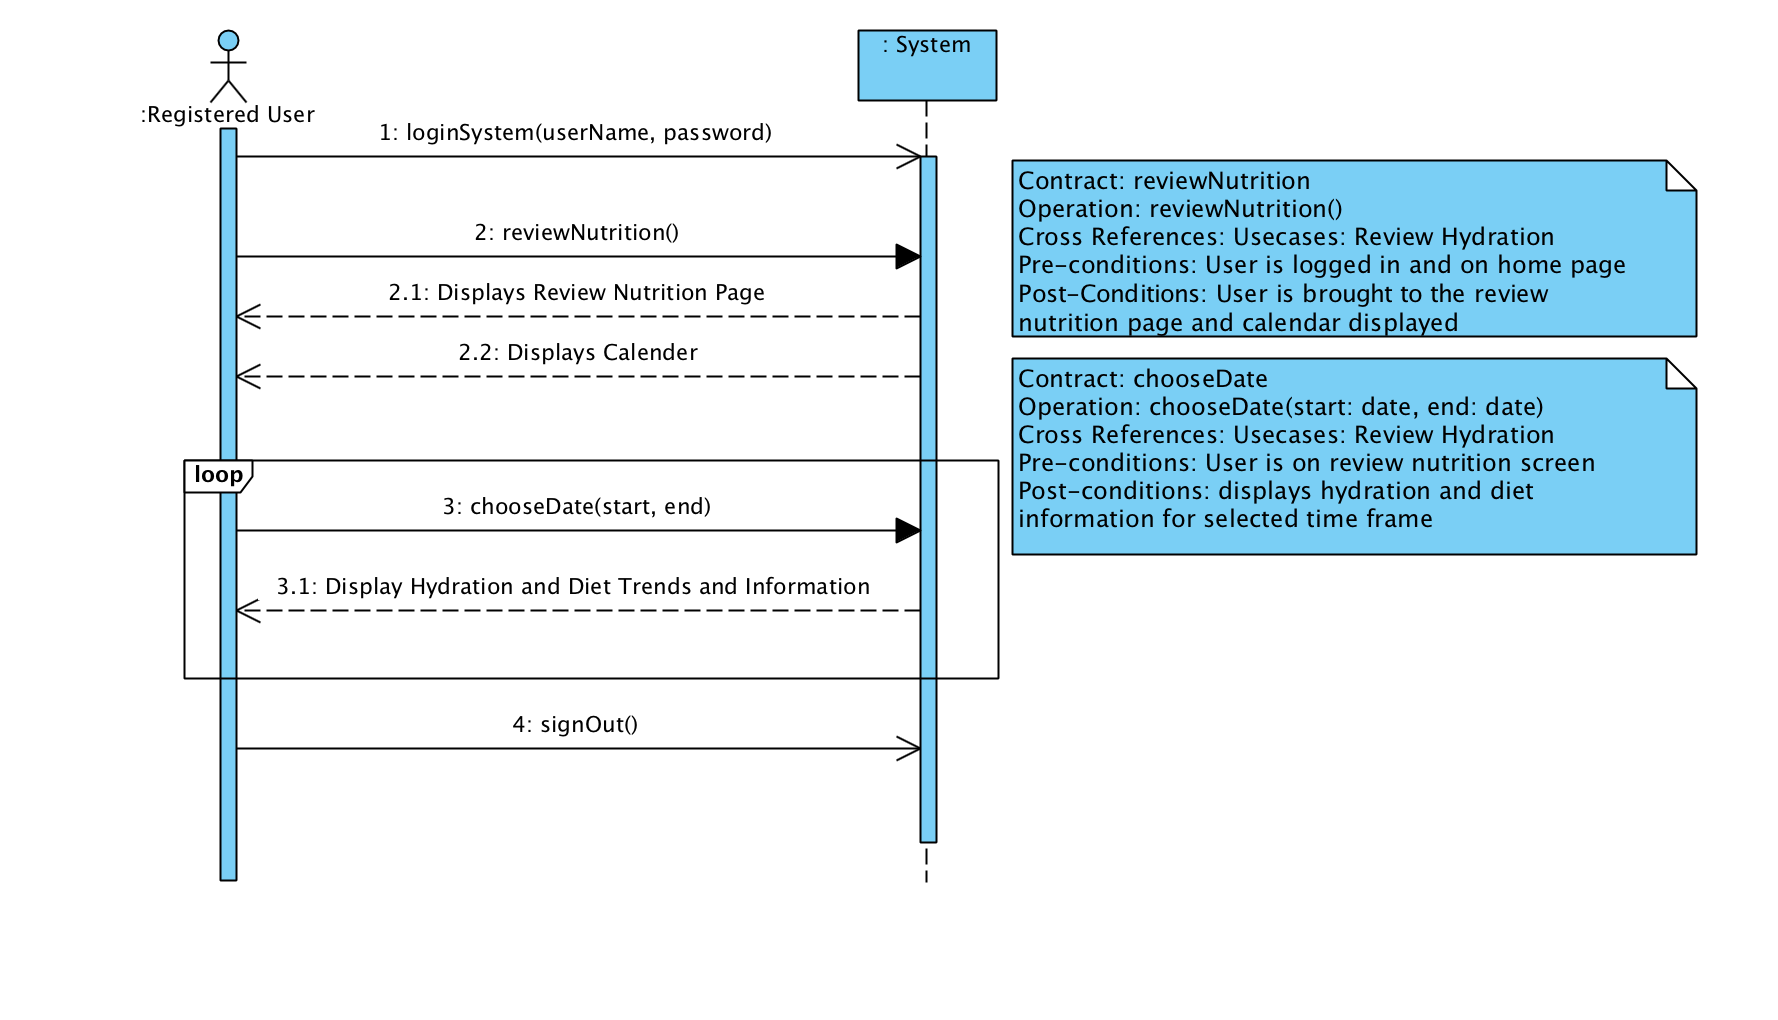 : System
:Registered User
1: loginSystem(userName, password)
2: reviewNutrition()
2.1: Displays Review Nutrition Page
2.2: Displays Calender
loop
3: chooseDate(start, end)
3.1: Display Hydration and Diet Trends and Information
4: signOut()
Contract: reviewNutrition
Operation: reviewNutrition()
Cross References: Usecases: Review Hydration
Pre-conditions: User is logged in and on home page
Post-Conditions: User is brought to the review
nutrition page and calendar displayed
Contract: chooseDate
Operation: chooseDate(start: date, end: date)
Cross References: Usecases: Review Hydration
Pre-conditions: User is on review nutrition screen
Post-conditions: displays hydration and diet
information for selected time frame